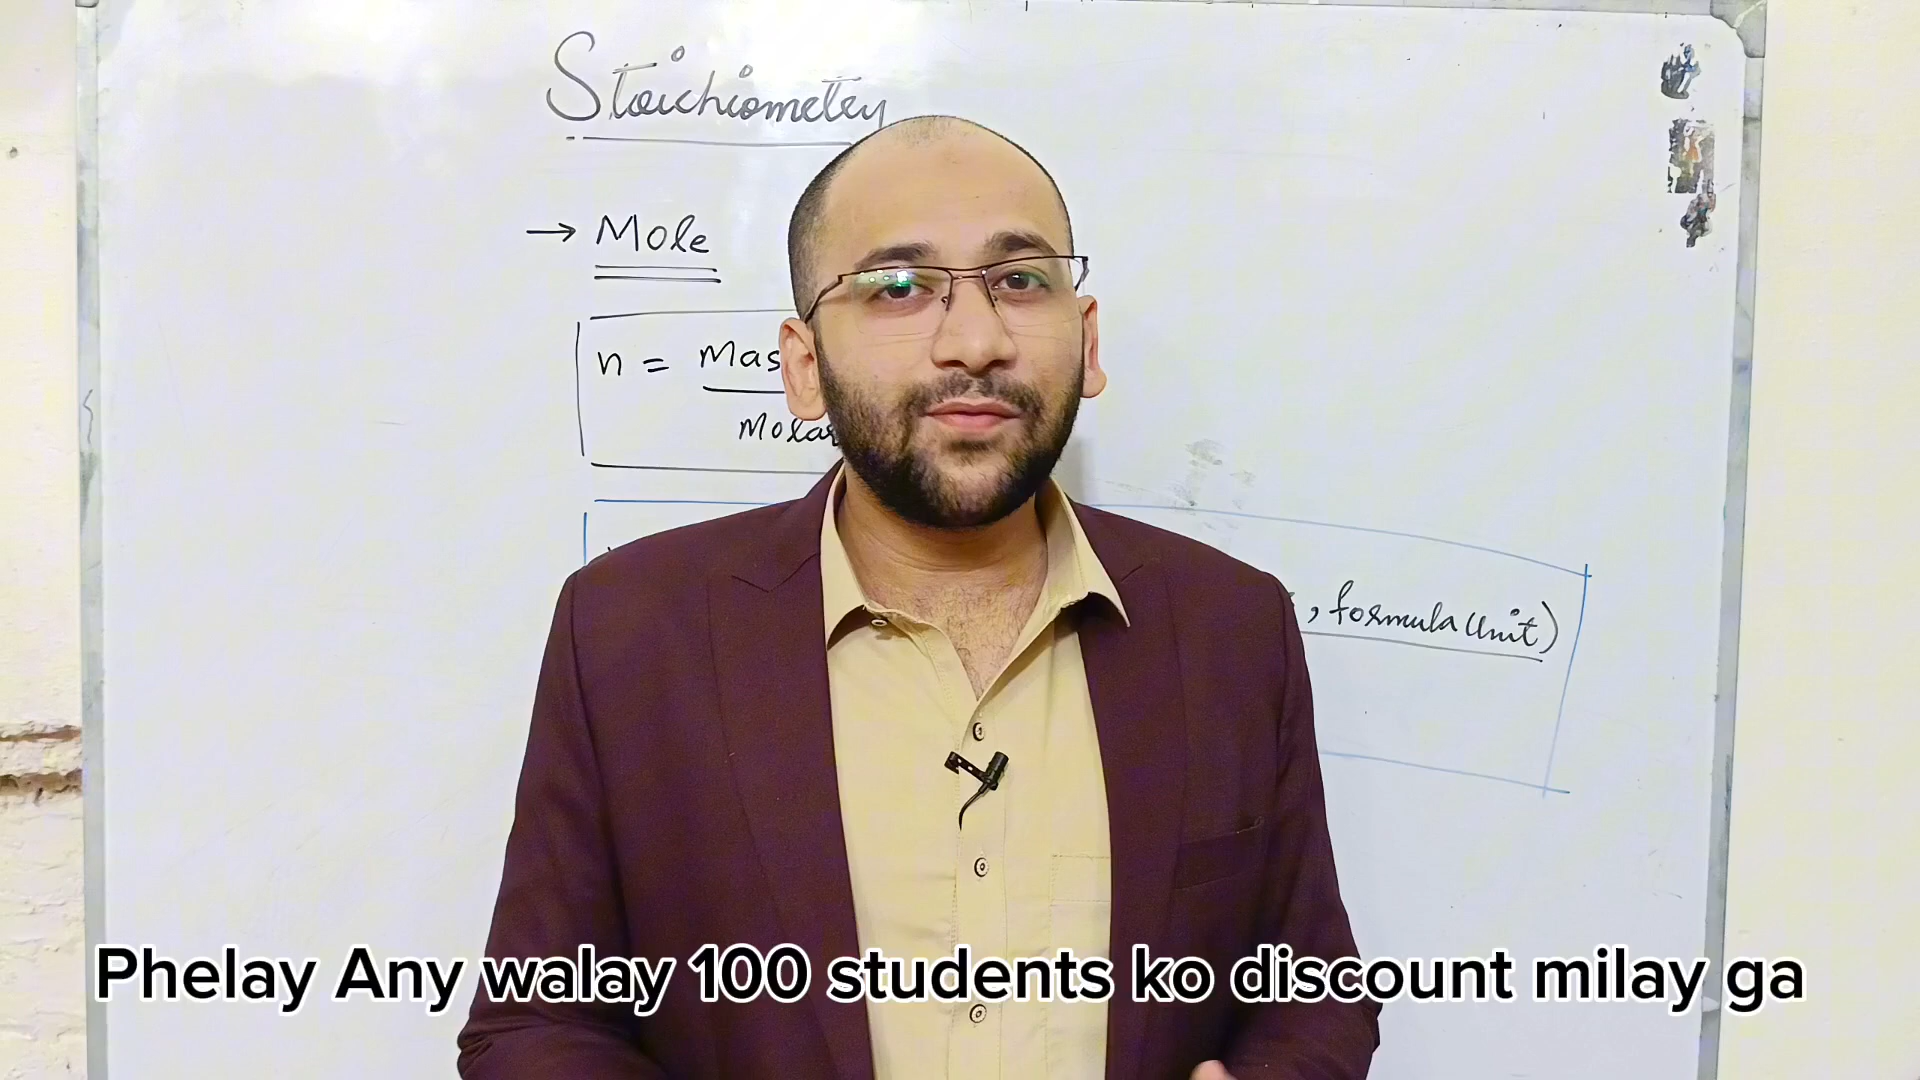 Stoichiometry
→ Mole
n = Mas
Molar
, formula Unit)
Phelay Any walay 100 students ko discount milay ga